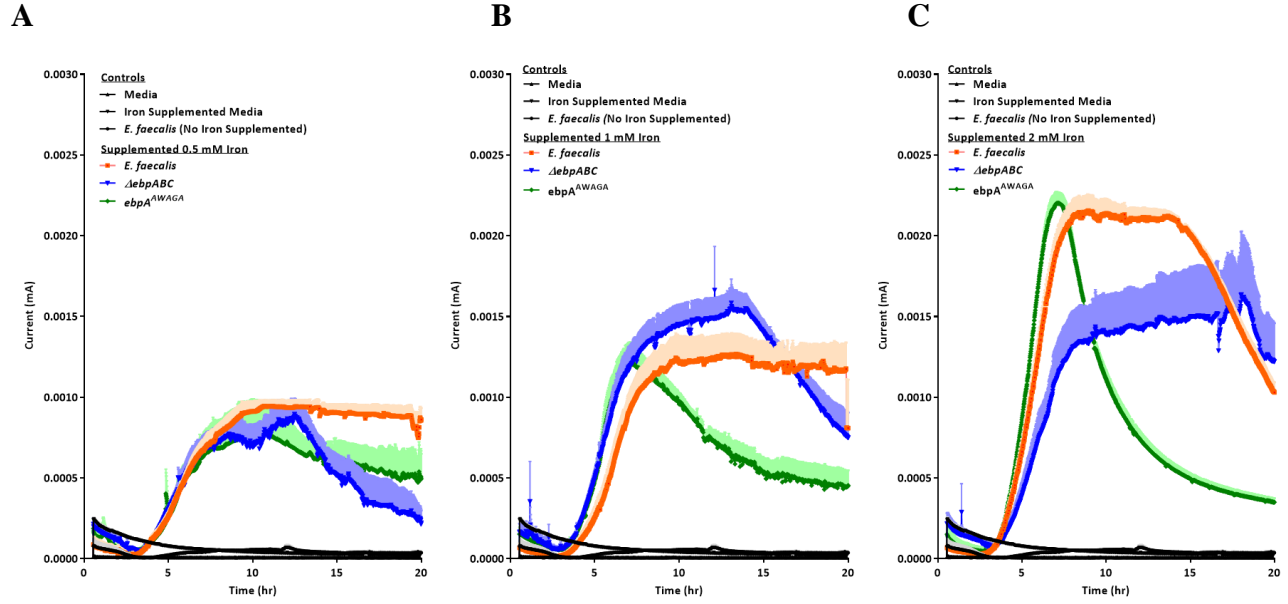 A
0.0030
0.0025
0.0020
0.0015
0.0010
0.0005
0.0000
Current (mA)
0
5
10
15
20
Time (hr)
Controls
Media
Iron Supplemented Media
E. faecalis (No Iron Supplemented)
Supplemented 0.5 mM Iron
E. faecalis
ΔebpABC
ebpA^AWAGA
B
0.0030
0.0025
0.0020
0.0015
0.0010
0.0005
0.0000
Current (mA)
0
5
10
15
20
Time (hr)
Controls
Media
Iron Supplemented Media
E. faecalis (No Iron Supplemented)
Supplemented 1 mM Iron
E. faecalis
ΔebpABC
ebpA^AWAGA
C
0.0030
0.0025
0.0020
0.0015
0.0010
0.0005
0.0000
Current (mA)
0
5
10
15
20
Time (hr)
Controls
Media
Iron Supplemented Media
E. faecalis (No Iron Supplemented)
Supplemented 2 mM Iron
E. faecalis
ΔebpABC
ebpA^AWAGA